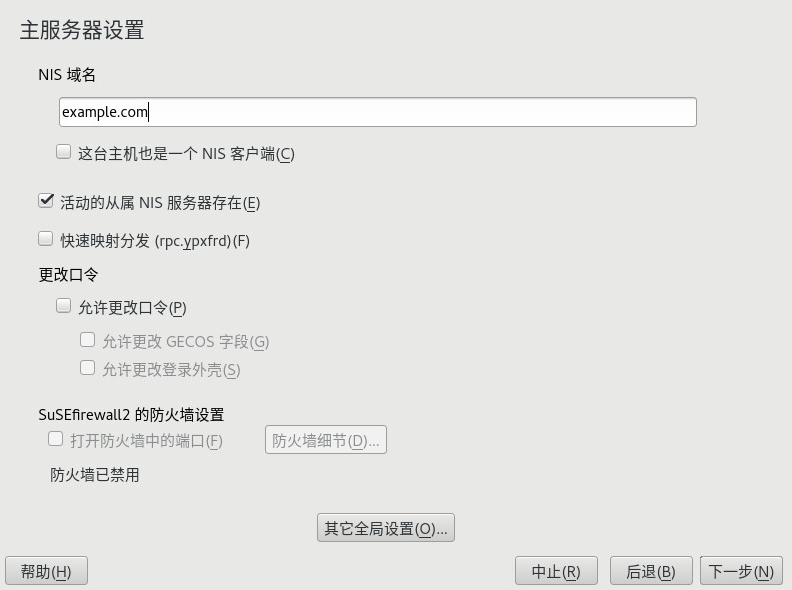 主服务器设置
NIS 域名
example.com
这台主机也是一个 NIS 客户端(C)
活动的从属 NIS 服务器存在(E)
快速映射分发 (rpc.ypxfrd)(F)
更改口令
允许更改口令(P)
允许更改 GECOS 字段(G)
允许更改登录外壳(S)
SuSEfirewall2 的防火墙设置
打开防火墙中的端口(F) 防火墙细节(D)...
防火墙已禁用
其它全局设置(O)...
帮助(H) 中止(R) 后退(B) 下一步(N)